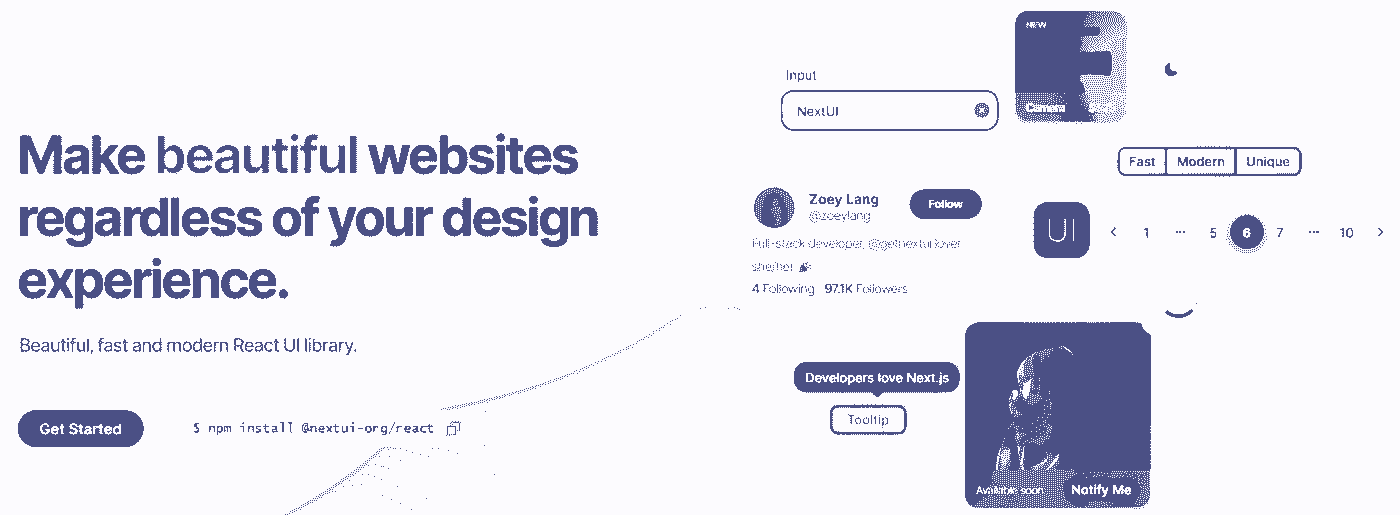 Make beautiful websites
regardless of your design
experience.
Beautiful, fast and modern React UI library.
Get Started
$ npm install @nextui-org/react
Input
NextUI
NEW
Camera
Fast Modern Unique
Zoey Lang
@zoeylang
Follow
Full-stack developer, @getnextui lover
she/her
4 Following 97.1K Followers
UI
1 ... 5 6 7 ... 10
Developers love Next.js
Tooltip
Available soon
Notify Me